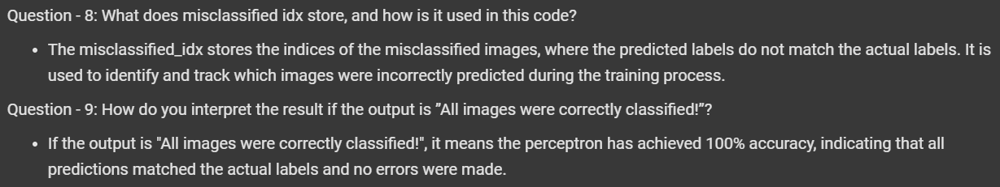 Question - 8: What does misclassified idx store, and how is it used in this code?
• The misclassified_idx stores the indices of the misclassified images, where the predicted labels do not match the actual labels. It is
used to identify and track which images were incorrectly predicted during the training process.
Question - 9: How do you interpret the result if the output is ”All images were correctly classified!”?
• If the output is "All images were correctly classified!", it means the perceptron has achieved 100% accuracy, indicating that all
predictions matched the actual labels and no errors were made.